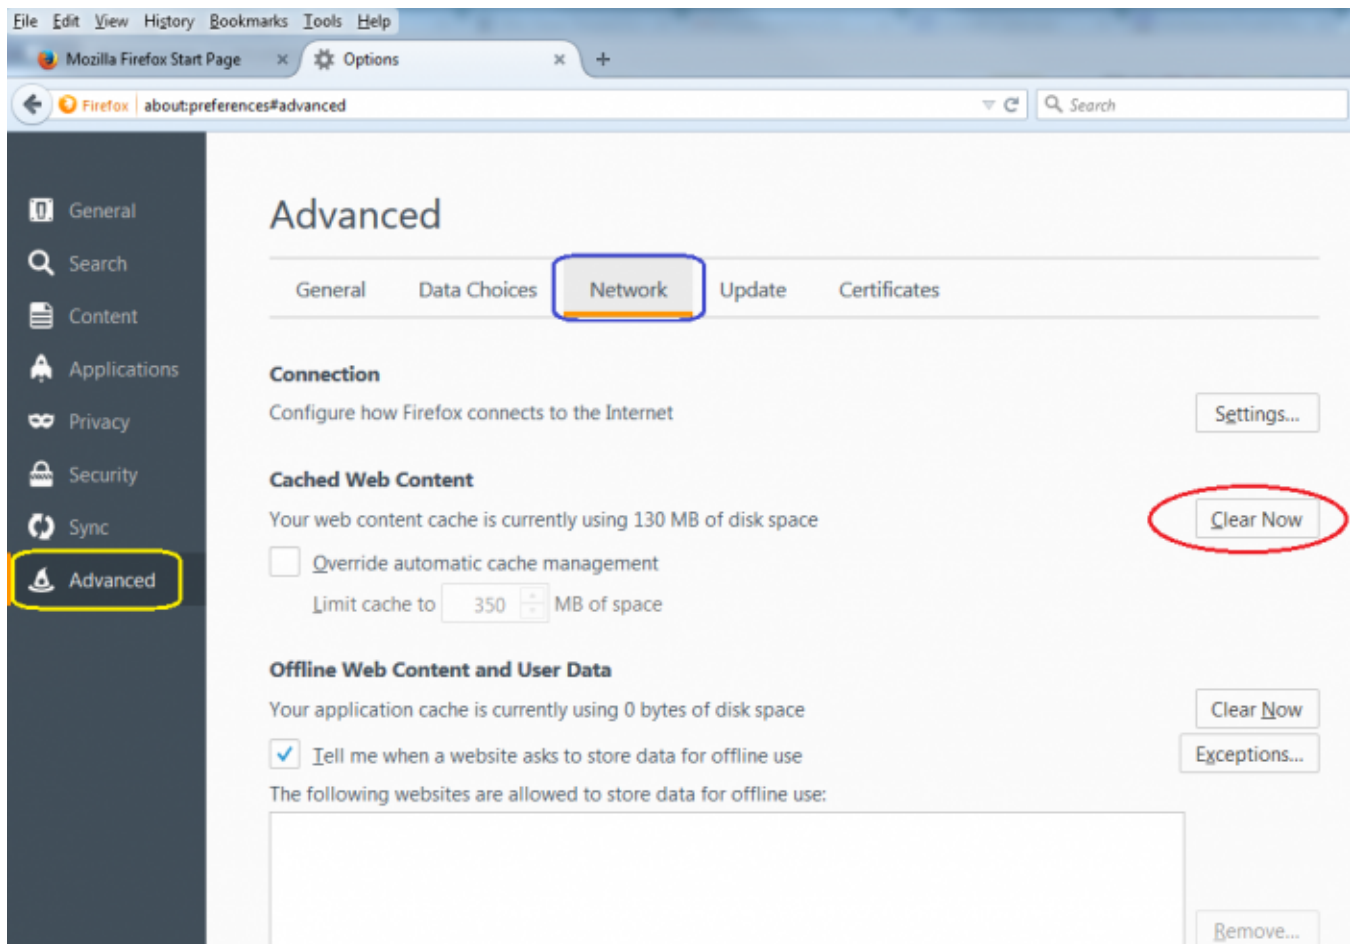 File Edit View History Bookmarks Tools Help
Mozilla Firefox Start Page × Options × +
Firefox about:preferences#advanced Search
General
Search
Content
Applications
Privacy
Security
Sync
Advanced
Advanced
General Data Choices Network Update Certificates
Connection
Configure how Firefox connects to the Internet Settings...
Cached Web Content
Your web content cache is currently using 130 MB of disk space Clear Now
Override automatic cache management
Limit cache to 350 MB of space
Offline Web Content and User Data
Your application cache is currently using 0 bytes of disk space Clear Now
Tell me when a website asks to store data for offline use Exceptions...
The following websites are allowed to store data for offline use:
Remove...